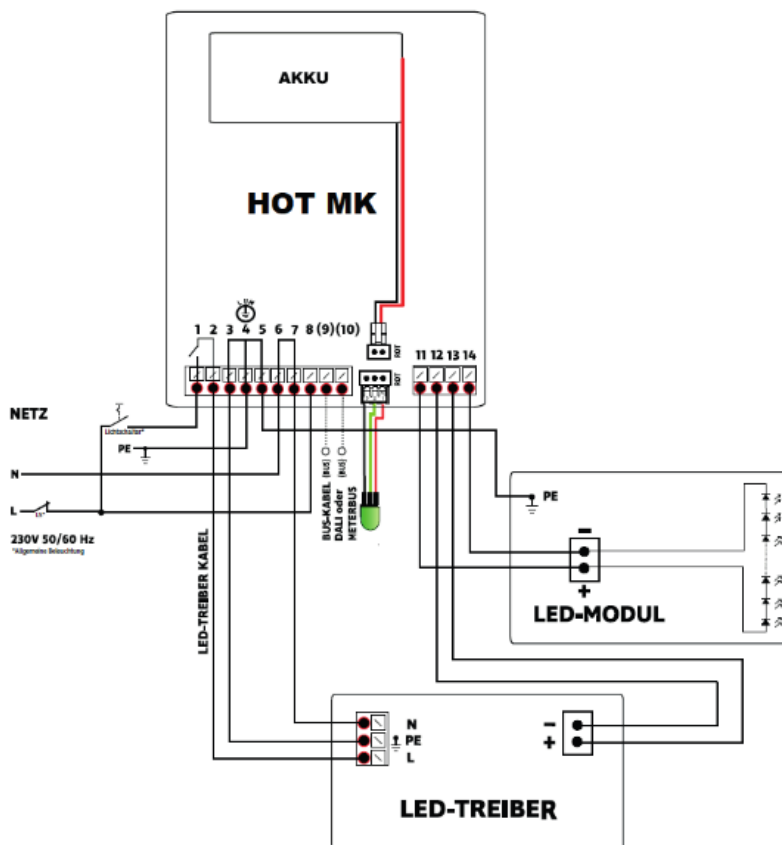 AKKU
HOT MK
LUM
1 2 3 4 5 6 7 8 (9) (10)
ROT
ROT
11 12 13 14
NETZ
Lichtschalter*
PE
N
L
LS*
230V 50/60 Hz
*Allgemeine Beleuchtung
LED-TREIBER KABEL
BUS-KABEL (BUS)
DALI oder (BUS)
METERBUS
PE
-
+
LED-MODUL
N
PE
L
-
+
LED-TREIBER